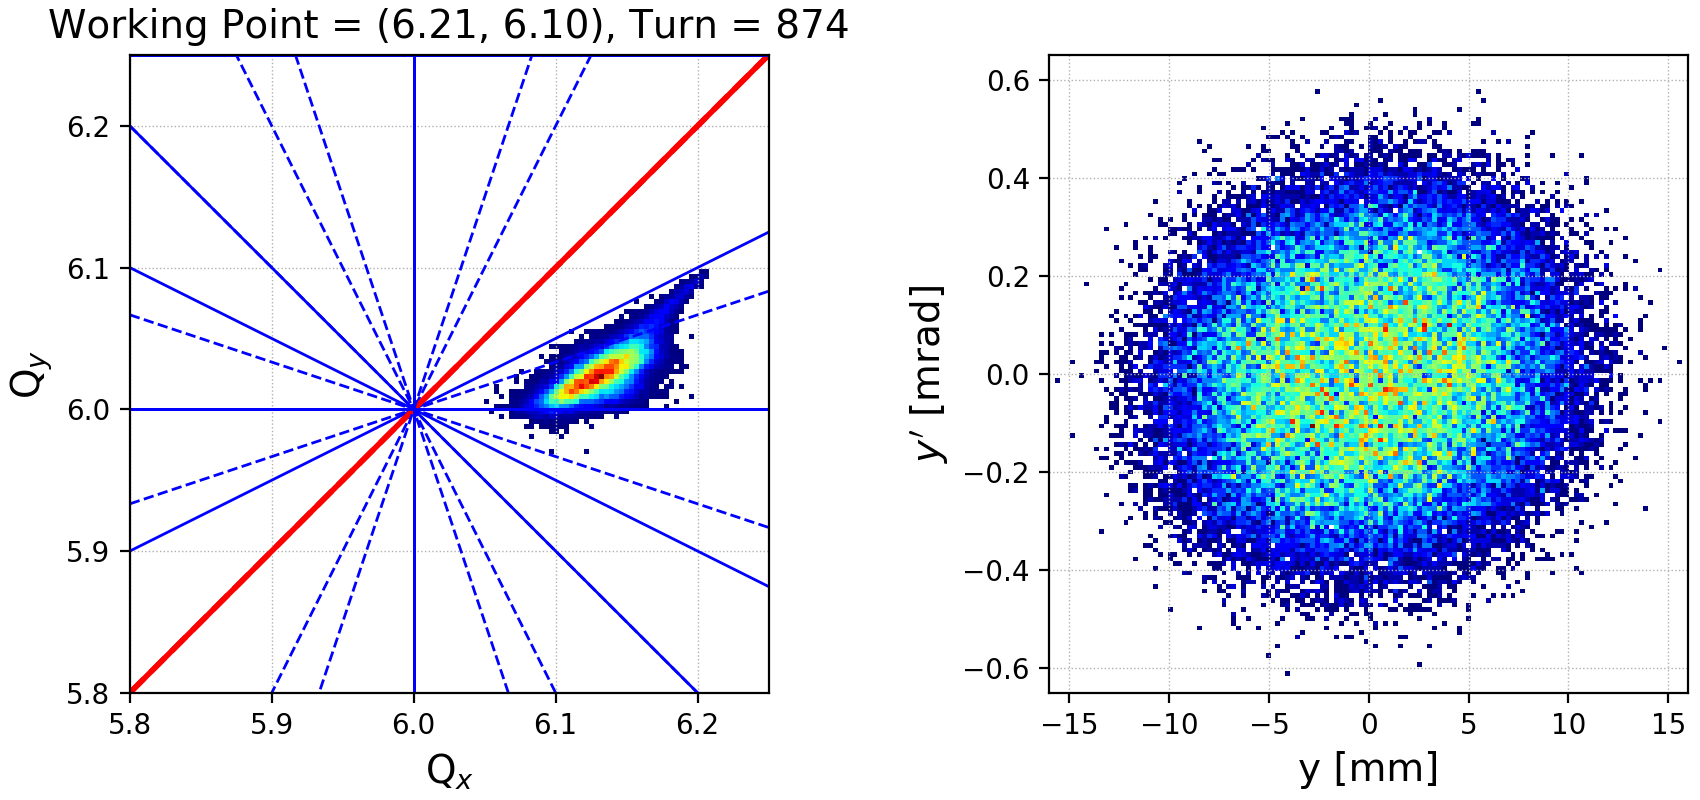 Working Point = (6.21, 6.10), Turn = 874
6.2
6.1
6.0
5.9
5.8
Qy
5.8 5.9 6.0 6.1 6.2
Qx
0.6
0.4
0.2
0.0
−0.2
−0.4
−0.6
y′ [mrad]
−15 −10 −5 0 5 10 15
y [mm]